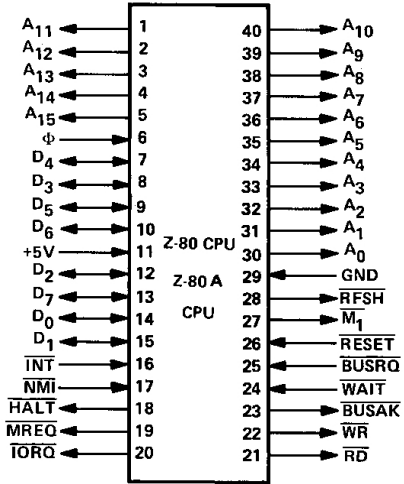 A11 1 40 A10
A12 2 39 A9
A13 3 38 A8
A14 4 37 A7
A15 5 36 A6
Φ 6 35 A5
D4 7 34 A4
D3 8 33 A3
D5 9 32 A2
D6 10 31 A1
+5V 11 Z-80 CPU 30 A0
D2 12 Z-80 A 29 GND
D7 13 CPU 28 RFSH
D0 14 27 M1
D1 15 26 RESET
INT 16 25 BUSRQ
NMI 17 24 WAIT
HALT 18 23 BUSAK
MREQ 19 22 WR
IORQ 20 21 RD